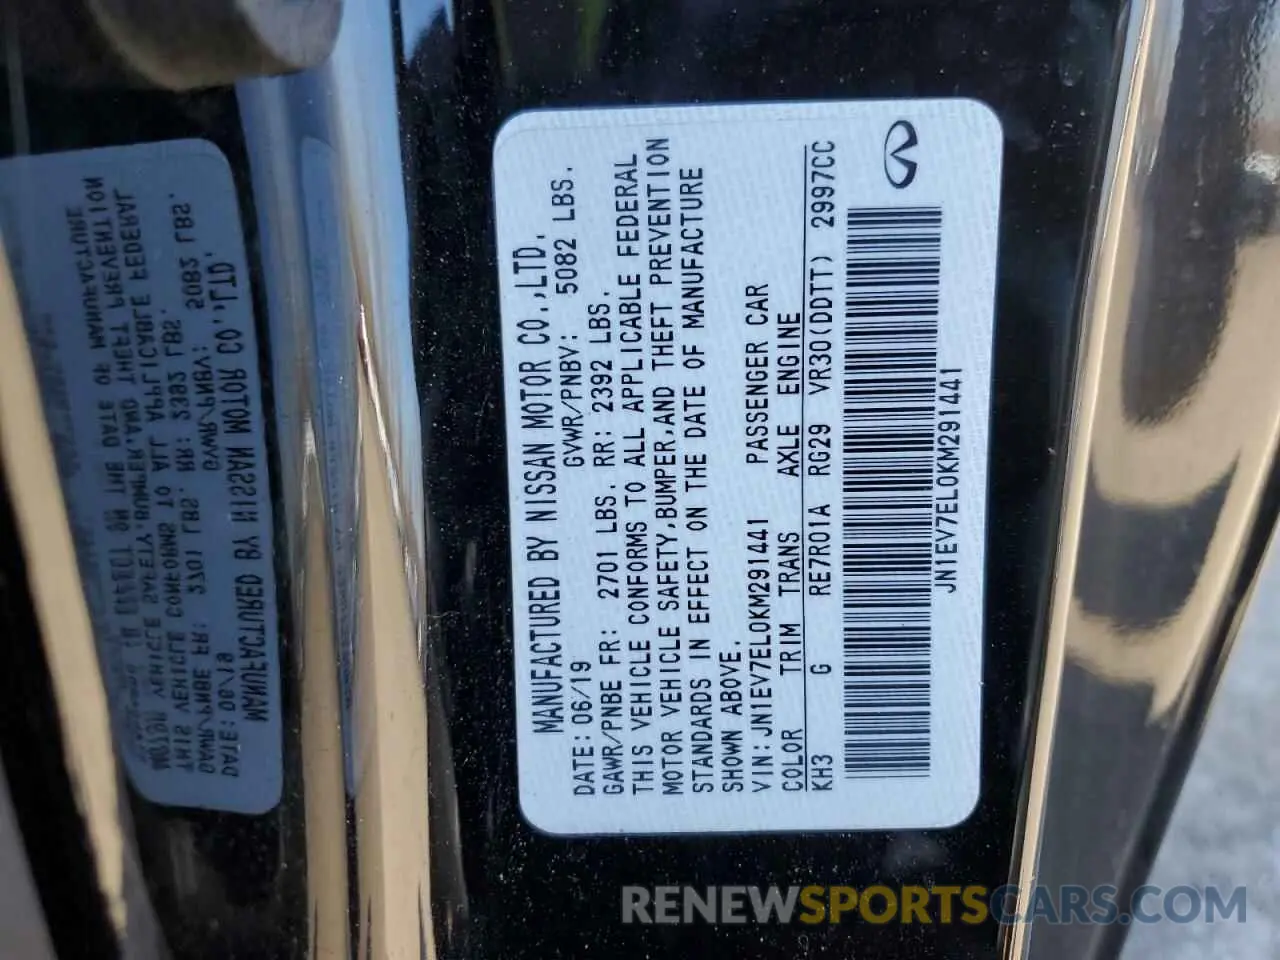 MANUFACTURED BY NISSAN MOTOR CO.,LTD.
DATE: 06/19 GVWR/PNBV: 5082 LBS.
GAWR/PNBE FR: 2701 LBS. RR: 2392 LBS.
THIS VEHICLE CONFORMS TO ALL APPLICABLE FEDERAL
MOTOR VEHICLE SAFETY,BUMPER,AND THEFT PREVENTION
STANDARDS IN EFFECT ON THE DATE OF MANUFACTURE
SHOWN ABOVE.
VIN: JN1EV7EL0KM291441 PASSENGER CAR
COLOR TRIM TRANS AXLE ENGINE
KH3 G RE7R01A RG29 VR30(DDTT) 2997CC
JN1EV7EL0KM291441
RENEWSPORTSCARS.COM